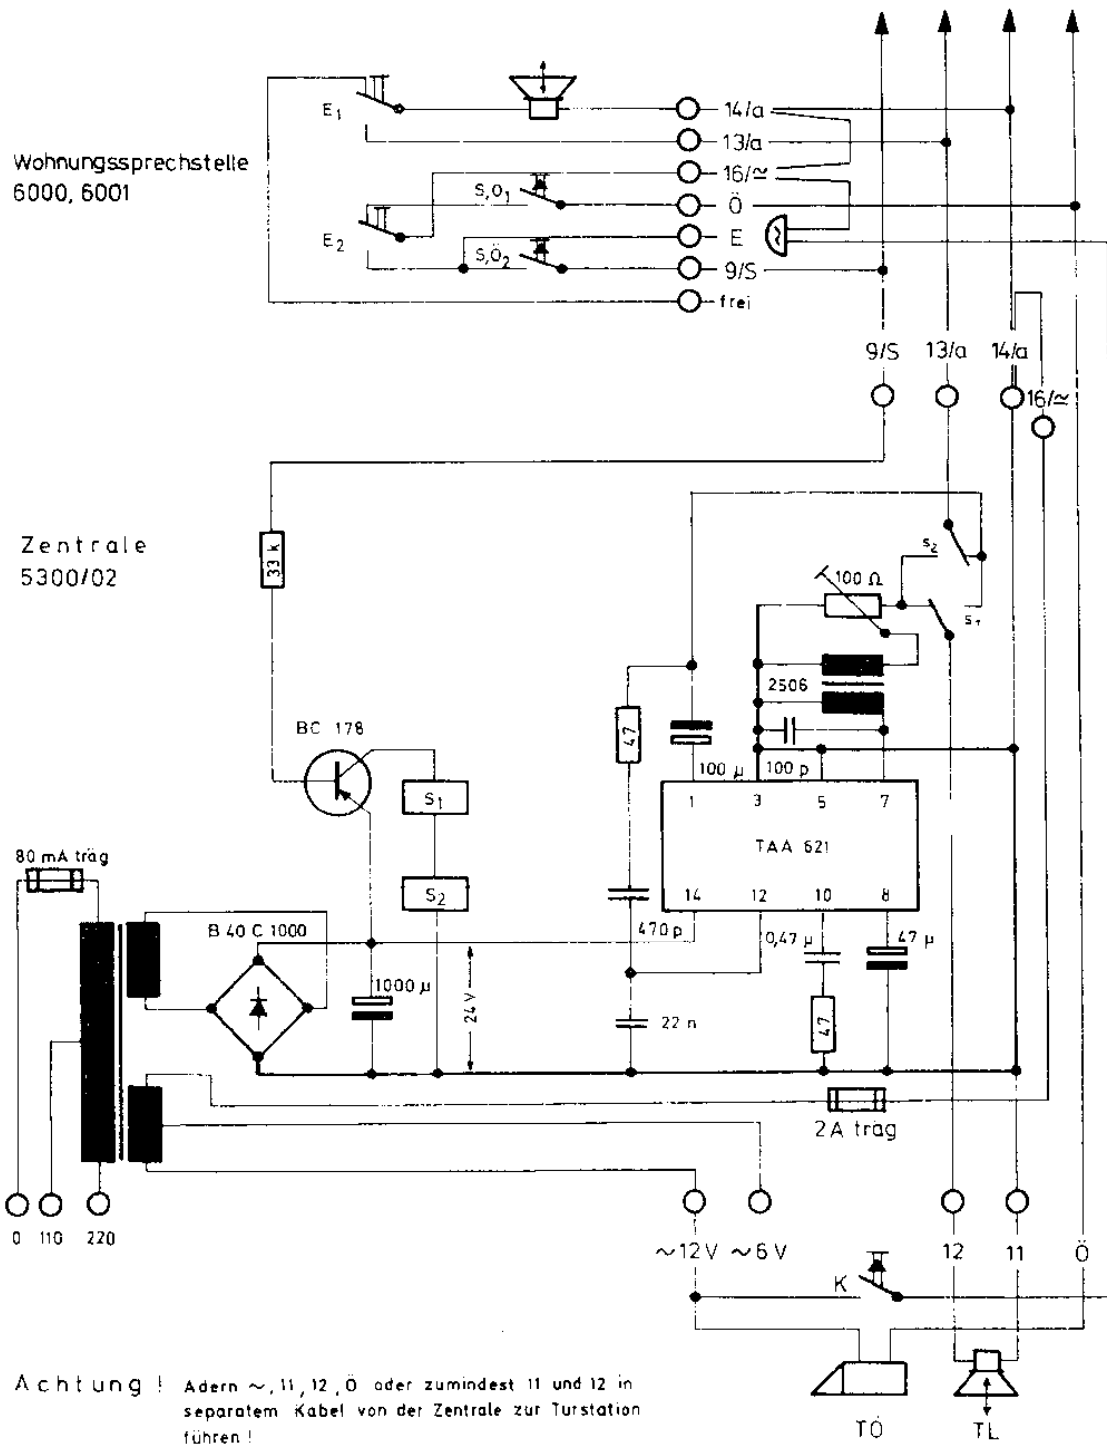 E1
14/a
13/a
Wohnungssprechstelle
6000, 6001
16/≃
S,Ö1
Ö
E2
E
S,Ö2
9/S
frei
9/S 13/a 14/a
16/≃
Zentrale
5300/02
33 k
s2
100 Ω
s1
2506
47
BC 178
100 µ 100 p
S1
1 3 5 7
TAA 621
80 mA träg
S2
14 12 10 8
B 40 C 1000
470 p 0,47 µ 47 µ
1000 µ
24 V
22 n
47
2A träg
0 110 220
~12V ~6 V 12 11 Ö
K
Achtung ! Adern ~, 11, 12, Ö oder zumindest 11 und 12 in
separatem Kabel von der Zentrale zur Turstation
führen !
TÖ TL